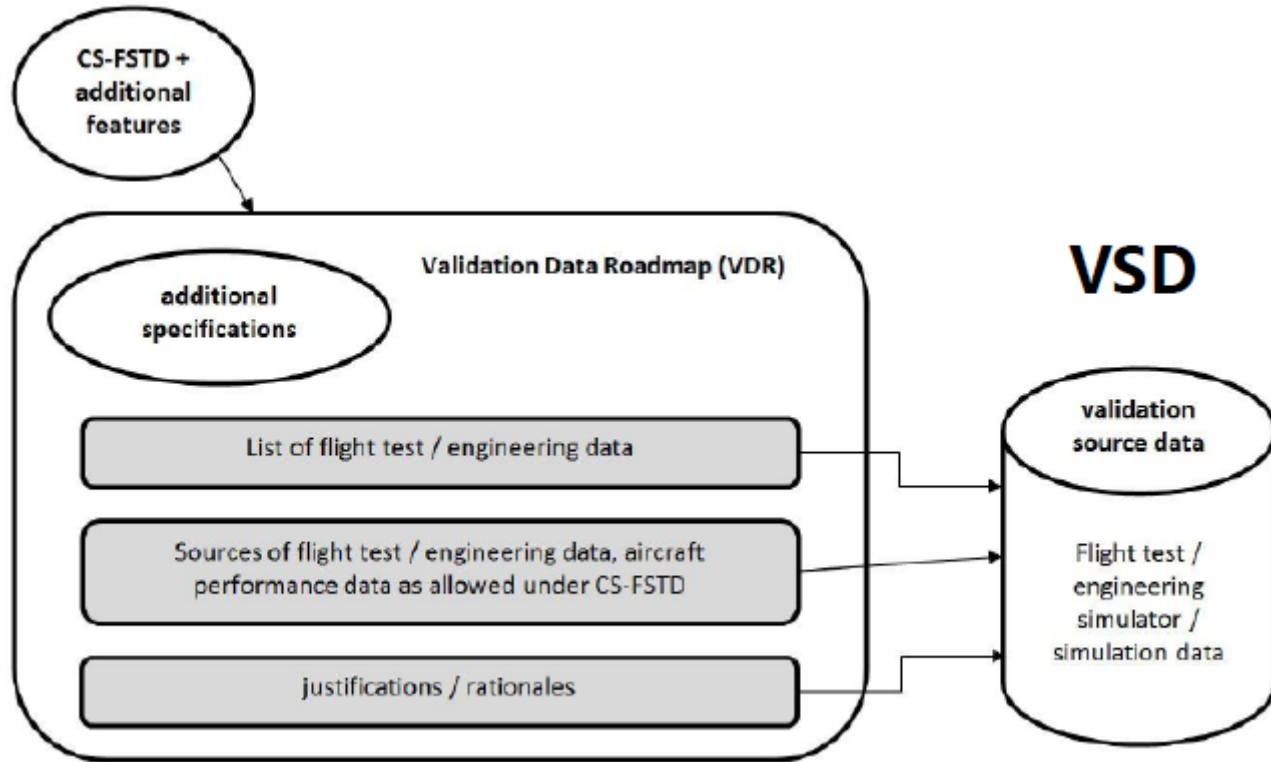 CS-FSTD +
additional
features
Validation Data Roadmap (VDR)
additional
specifications
VSD
List of flight test / engineering data
Sources of flight test / engineering data, aircraft
performance data as allowed under CS-FSTD
justifications / rationales
validation
source data
Flight test /
engineering
simulator /
simulation data